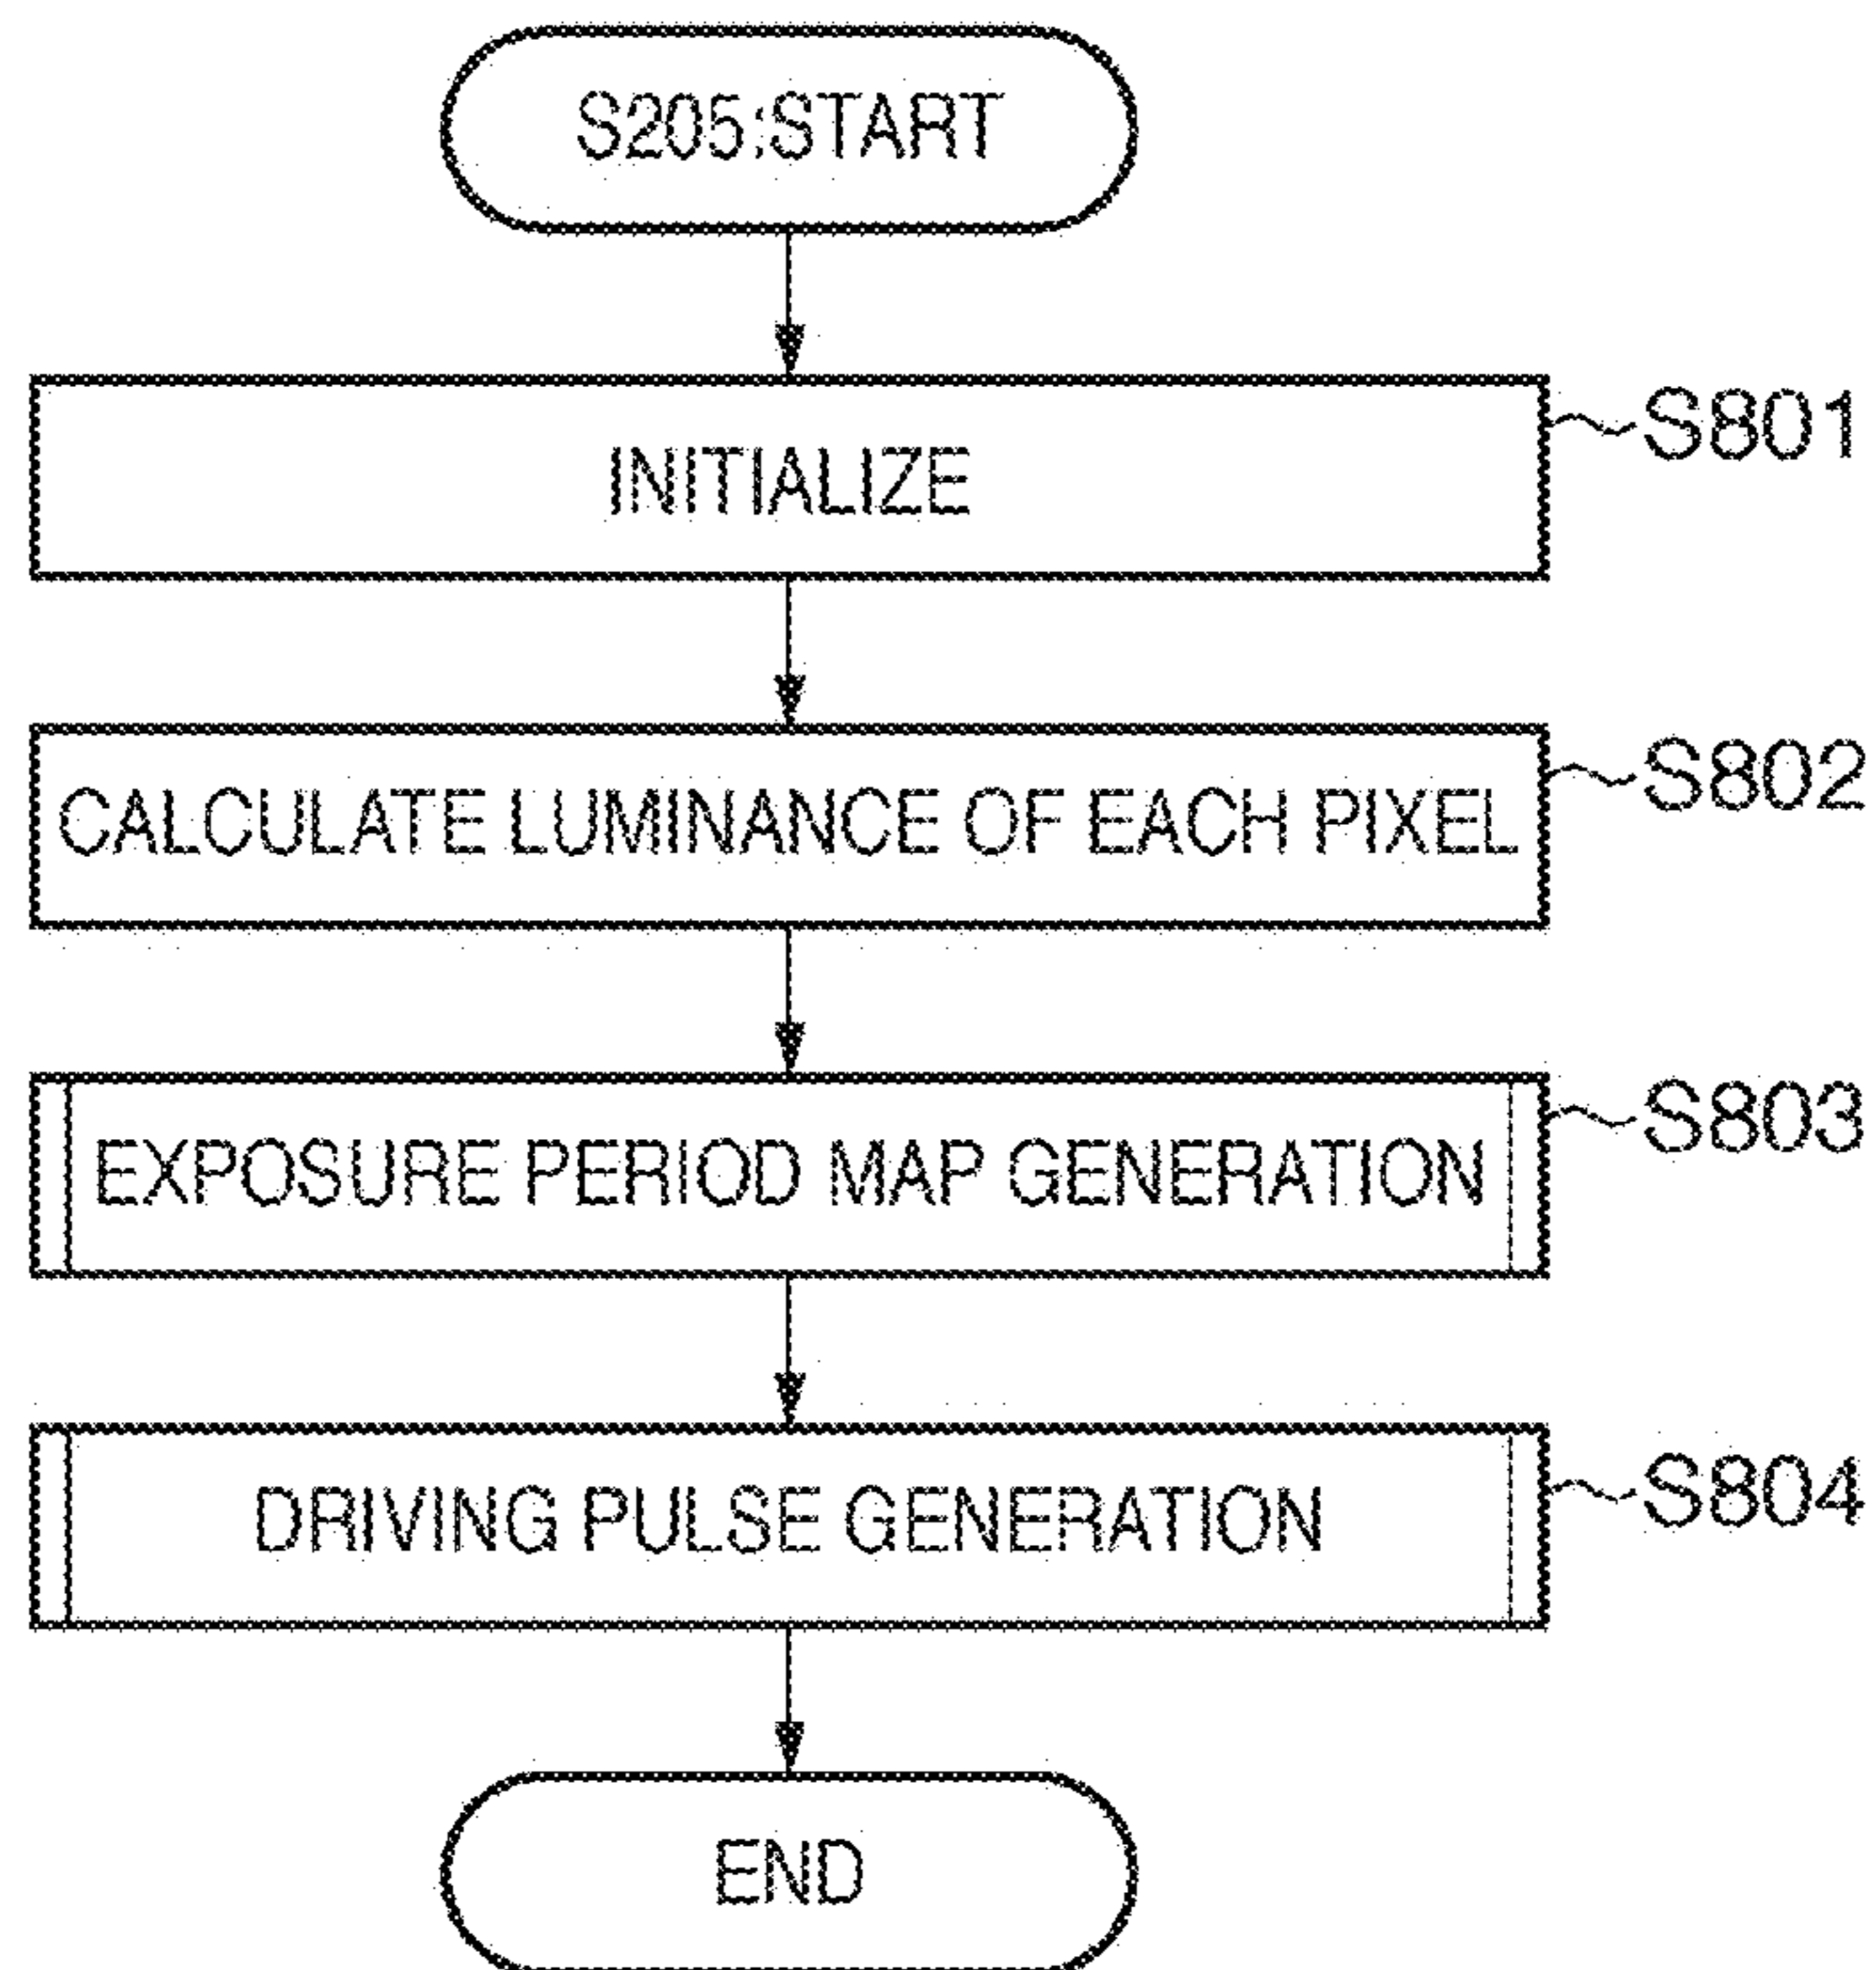 S205:START
INITIALIZE
S801
CALCULATE LUMINANCE OF EACH PIXEL
S802
EXPOSURE PERIOD MAP GENERATION
S803
DRIVING PULSE GENERATION
S804
END